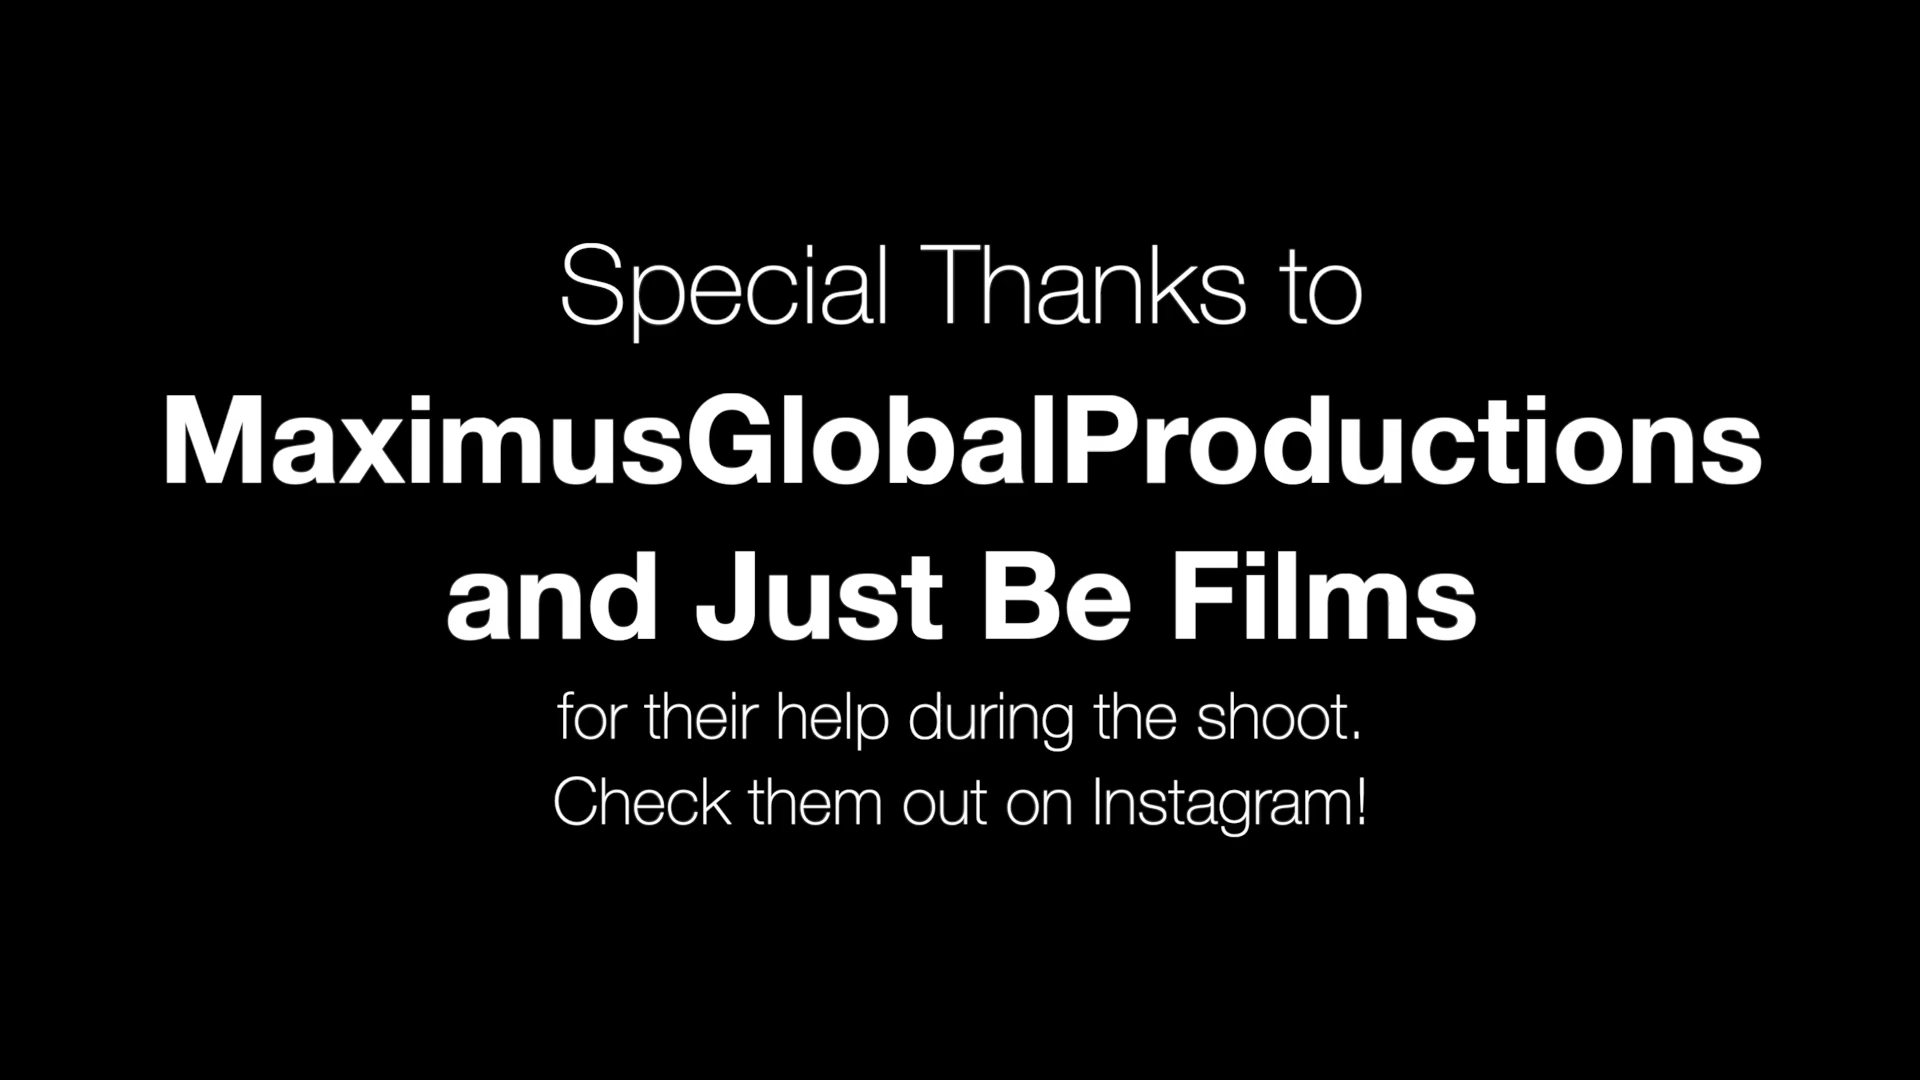 Special Thanks to
MaximusGlobalProductions
and Just Be Films
for their help during the shoot.
Check them out on Instagram!